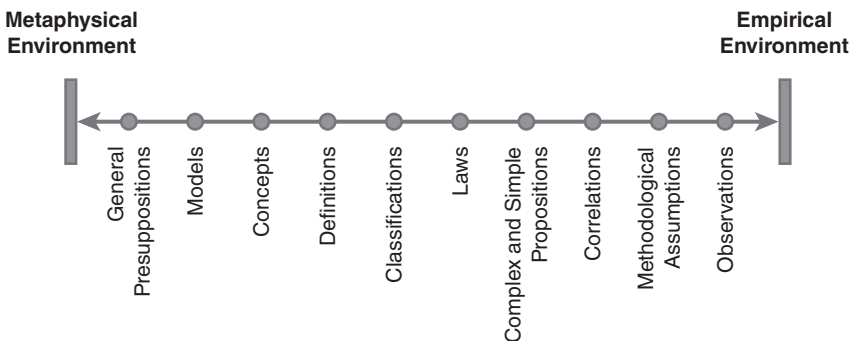 Metaphysical
Environment
Empirical
Environment
General
Presuppositions
Models
Concepts
Definitions
Classifications
Laws
Complex and Simple
Propositions
Correlations
Methodological
Assumptions
Observations